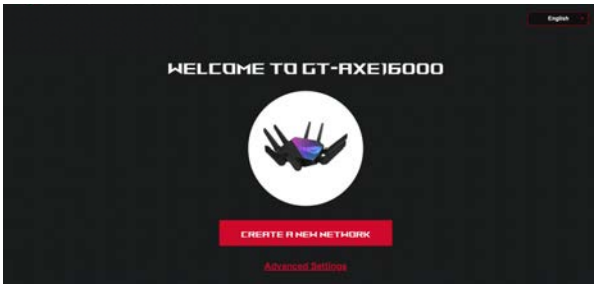 English
WELCOME TO GT-AXE16000
CREATE A NEW NETWORK
Advanced Settings